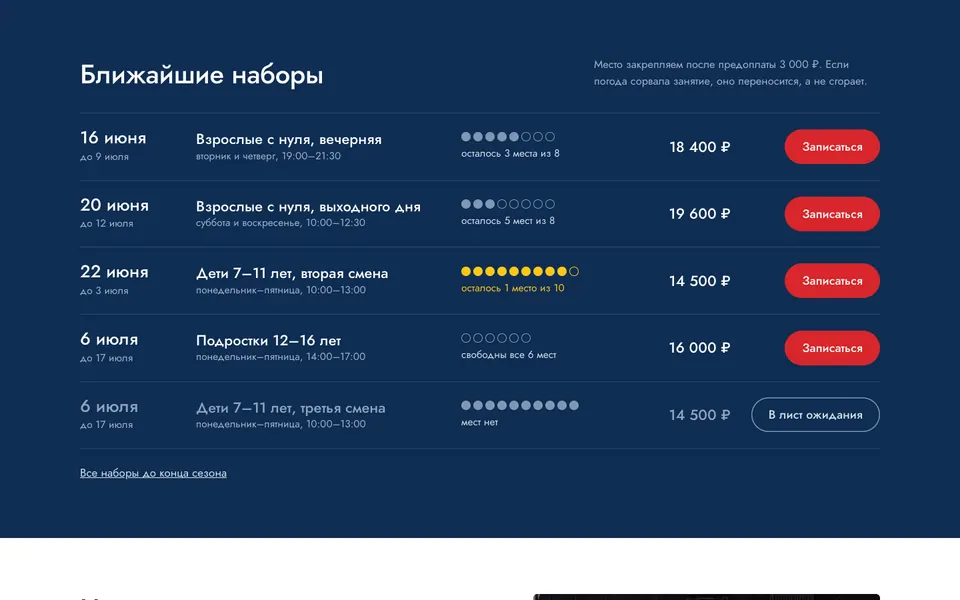 Ближайшие наборы
Место закрепляем после предоплаты 3 000 ₽. Если
погода сорвала занятие, оно переносится, а не сгорает.
16 июня
до 9 июля
Взрослые с нуля, вечерняя
вторник и четверг, 19:00–21:30
осталось 3 места из 8
18 400 ₽
Записаться
20 июня
до 12 июля
Взрослые с нуля, выходного дня
суббота и воскресенье, 10:00–12:30
осталось 5 мест из 8
19 600 ₽
Записаться
22 июня
до 3 июля
Дети 7–11 лет, вторая смена
понедельник–пятница, 10:00–13:00
осталось 1 место из 10
14 500 ₽
Записаться
6 июля
до 17 июля
Подростки 12–16 лет
понедельник–пятница, 14:00–17:00
свободны все 6 мест
16 000 ₽
Записаться
6 июля
до 17 июля
Дети 7–11 лет, третья смена
понедельник–пятница, 10:00–13:00
мест нет
14 500 ₽
В лист ожидания
Все наборы до конца сезона